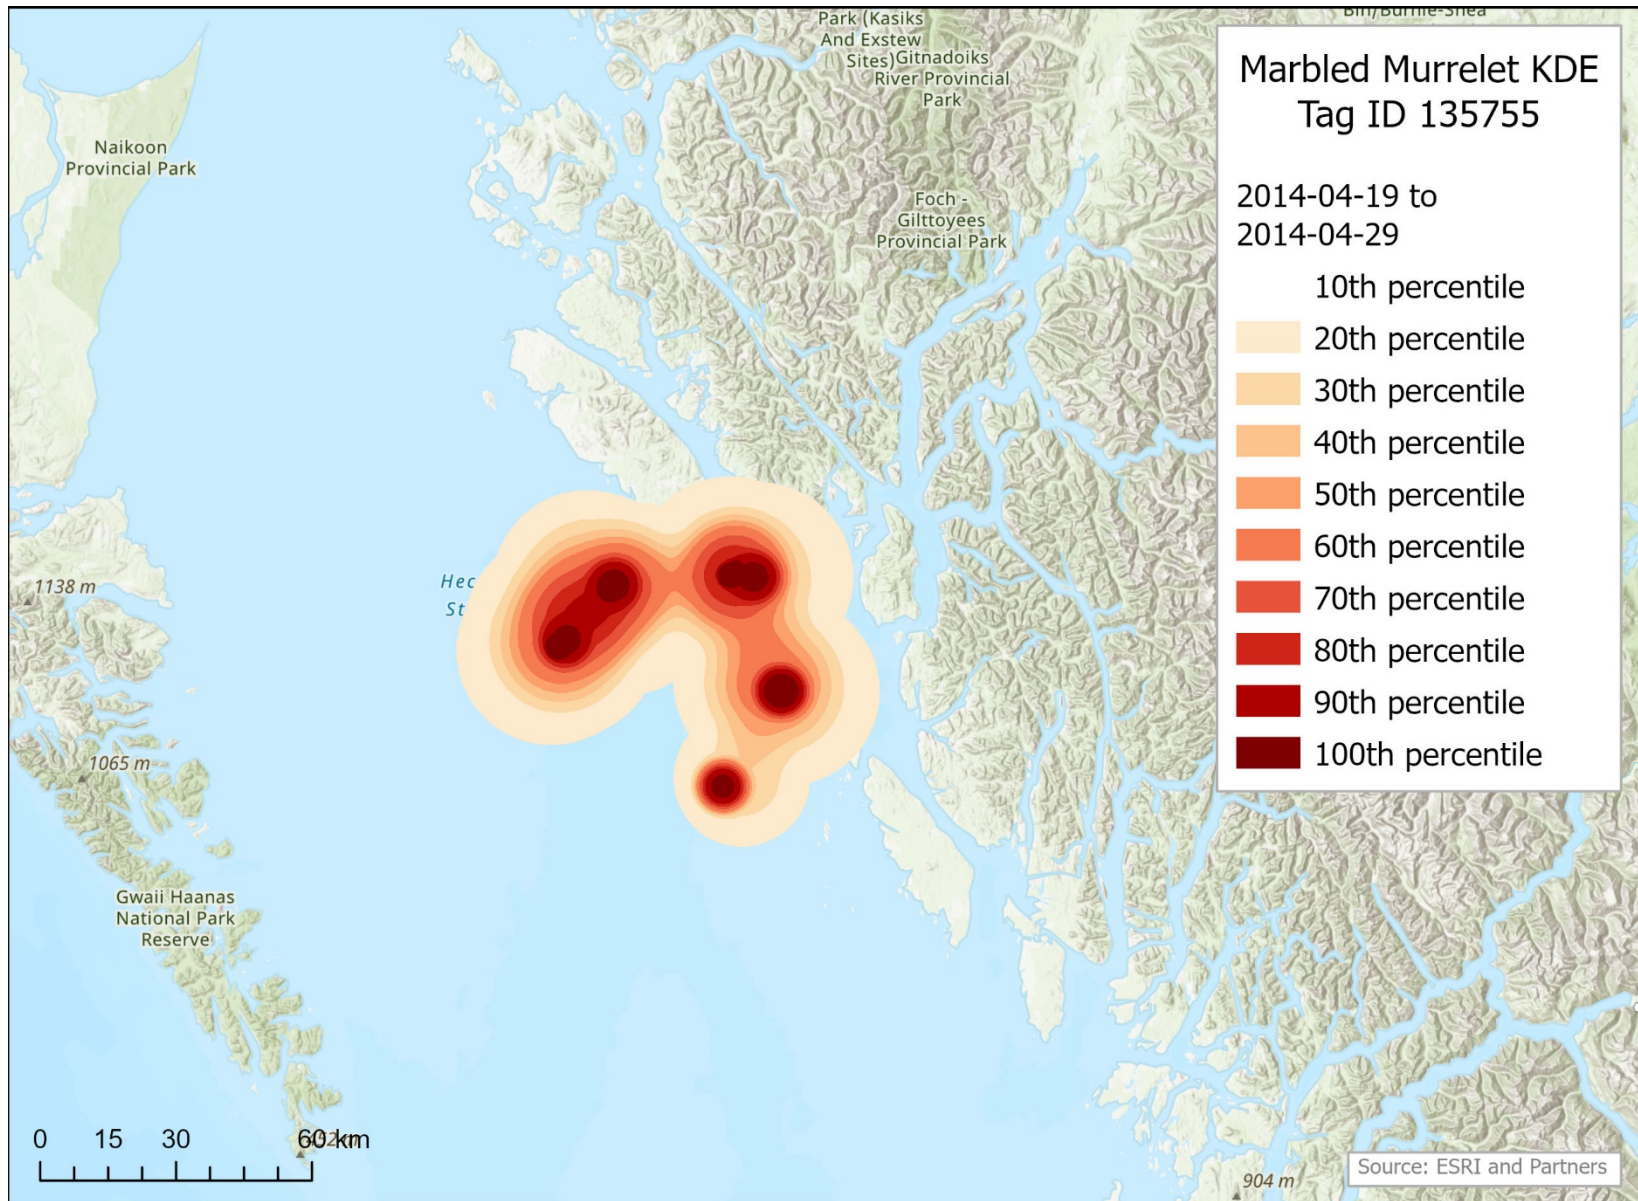 Park (Kasiks
And Exstew
Sites)
Gitnadoiks
River Provincial
Park
Naikoon
Provincial Park
Foch -
Gilttoyees
Provincial Park
Hec
St
1138 m
1065 m
Gwaii Haanas
National Park
Reserve
904 m
Marbled Murrelet KDE
Tag ID 135755
2014-04-19 to
2014-04-29
10th percentile
20th percentile
30th percentile
40th percentile
50th percentile
60th percentile
70th percentile
80th percentile
90th percentile
100th percentile
0 15 30 60 km
Source: ESRI and Partners